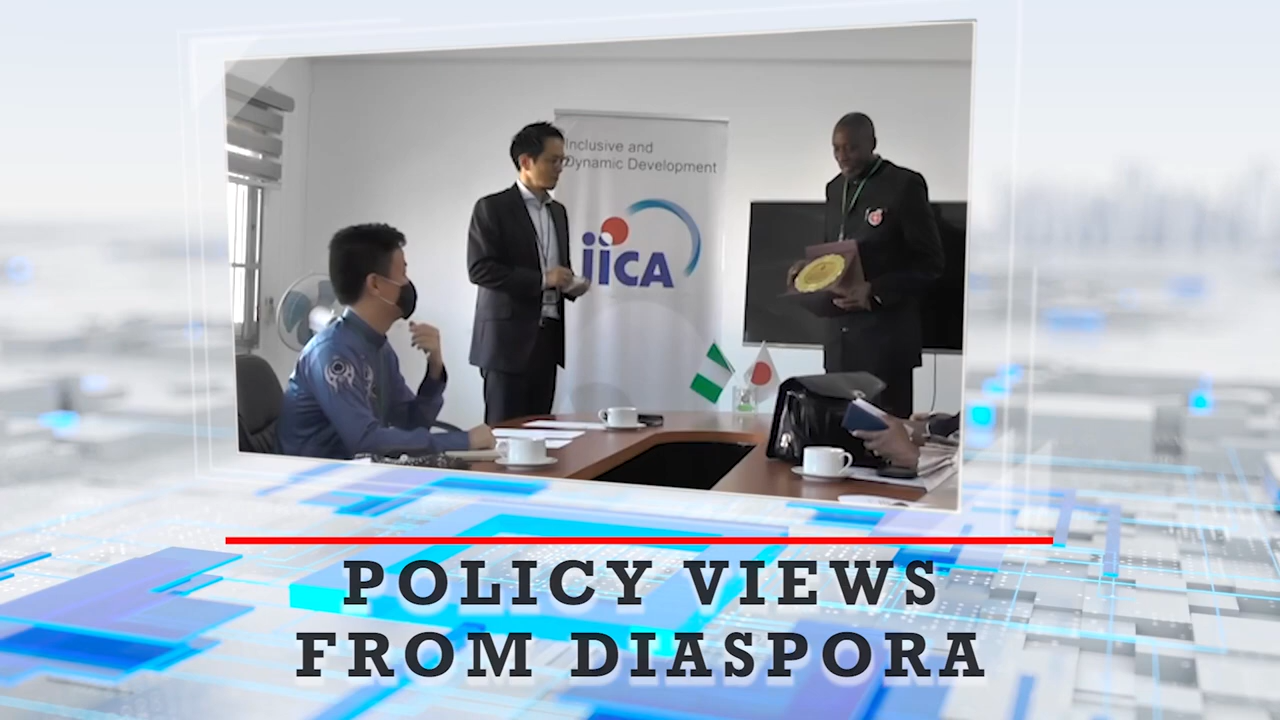 Inclusive and
Dynamic Development
jica
POLICY VIEWS
FROM DIASPORA